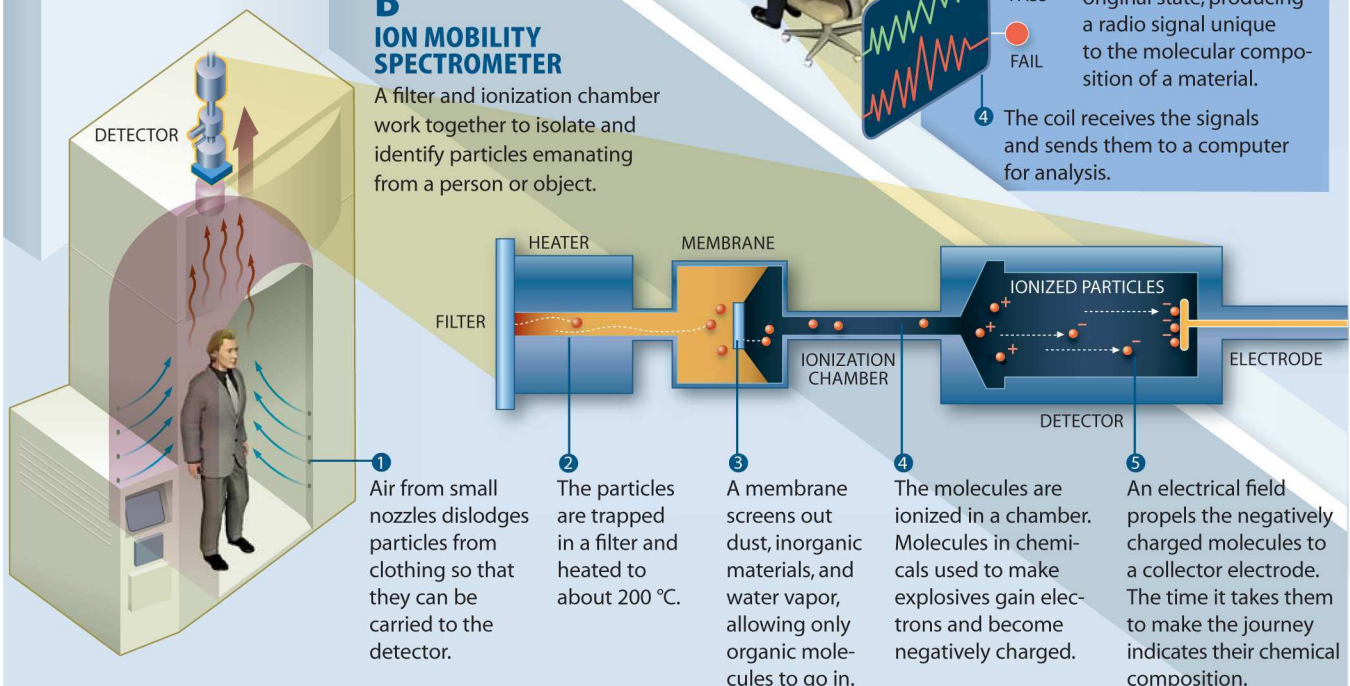 B
ION MOBILITY
SPECTROMETER
A filter and ionization chamber
work together to isolate and
identify particles emanating
from a person or object.
original state, producing
a radio signal unique
to the molecular compo-
sition of a material.
FAIL
4 The coil receives the signals
and sends them to a computer
for analysis.
DETECTOR
HEATER
MEMBRANE
FILTER
IONIZED PARTICLES
IONIZATION
CHAMBER
ELECTRODE
DETECTOR
1
Air from small
nozzles dislodges
particles from
clothing so that
they can be
carried to the
detector.
2
The particles
are trapped
in a filter and
heated to
about 200 °C.
3
A membrane
screens out
dust, inorganic
materials, and
water vapor,
allowing only
organic mole-
cules to go in.
4
The molecules are
ionized in a chamber.
Molecules in chemi-
cals used to make
explosives gain elec-
trons and become
negatively charged.
5
An electrical field
propels the negatively
charged molecules to
a collector electrode.
The time it takes them
to make the journey
indicates their chemical
composition.